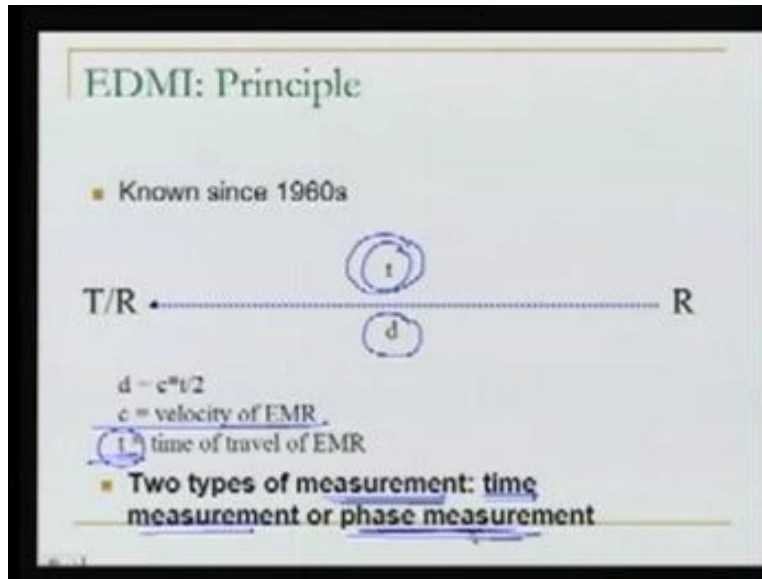 EDMI: Principle
Known since 1960s
t
T/R R
d
d = c*t/2
c = velocity of EMR
t = time of travel of EMR
Two types of measurement: time
measurement or phase measurement